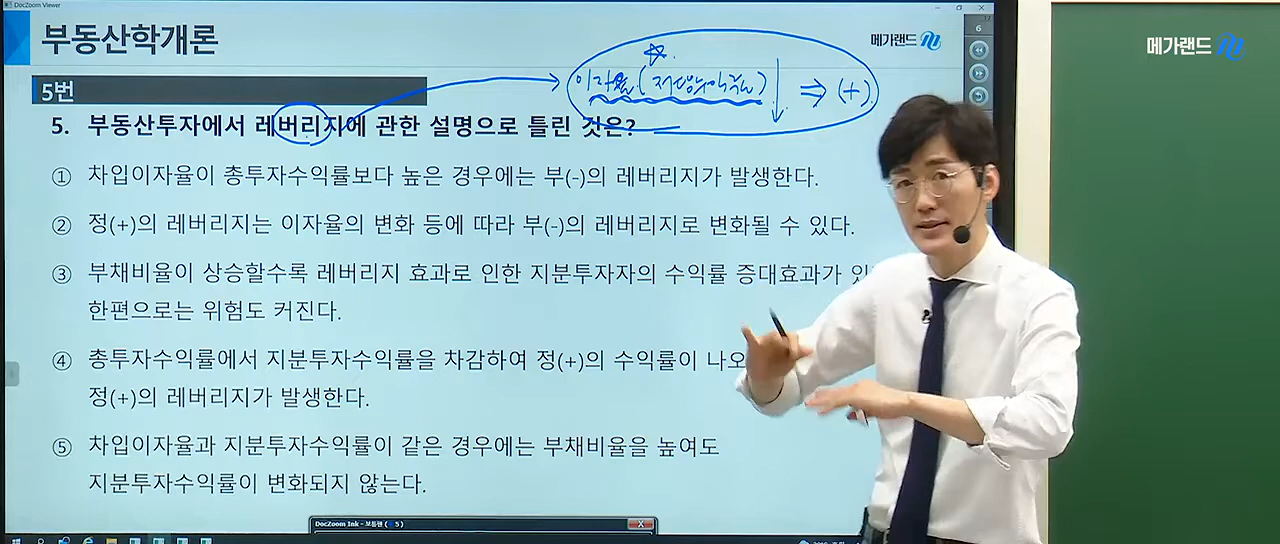 DocZoom Viewer
부동산학개론
메가랜드
메가랜드
6
5번
이자율(저당상수) ⇒ (+)
5. 부동산투자에서 레버리지에 관한 설명으로 틀린 것은?
① 차입이자율이 총투자수익률보다 높은 경우에는 부(-)의 레버리지가 발생한다.
② 정(+)의 레버리지는 이자율의 변화 등에 따라 부(-)의 레버리지로 변화될 수 있다.
③ 부채비율이 상승할수록 레버리지 효과로 인한 지분투자자의 수익률 증대효과가 있
한편으로는 위험도 커진다.
④ 총투자수익률에서 지분투자수익률을 차감하여 정(+)의 수익률이 나오
정(+)의 레버리지가 발생한다.
⑤ 차입이자율과 지분투자수익률이 같은 경우에는 부채비율을 높여도
지분투자수익률이 변화되지 않는다.
DocZoom Ink - 보통펜 ( 5)